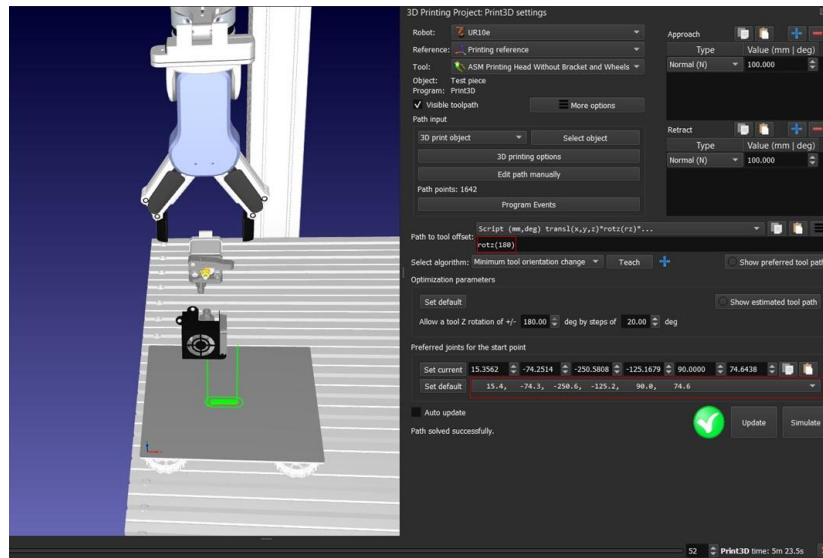 3D Printing Project: Print3D settings
Robot: UR10e
Reference: Printing reference
Tool: ASM Printing Head Without Bracket and Wheels
Object: Test piece
Program: Print3D
Visible toolpath More options
Path input
3D print object Select object
3D printing options
Edit path manually
Path points: 1642
Program Events
Approach
Type Value (mm | deg)
Normal (N) 100.000
Retract
Type Value (mm | deg)
Normal (N) 100.000
Path to tool offset: Script (mm,deg) transl(x,y,z)*rotz(rz)*...
rotz(180)
Select algorithm: Minimum tool orientation change Teach Show preferred tool path
Optimization parameters
Set default Show estimated tool path
Allow a tool Z rotation of +/- 180.00 deg by steps of 20.00 deg
Preferred joints for the start point
Set current 15.3562 -74.2514 -250.5808 -125.1679 90.0000 74.6438
Set default 15.4, -74.3, -250.6, -125.2, 90.0, 74.6
Auto update
Path solved successfully.
Update Simulate
52 Print3D time: 5m 23.5s